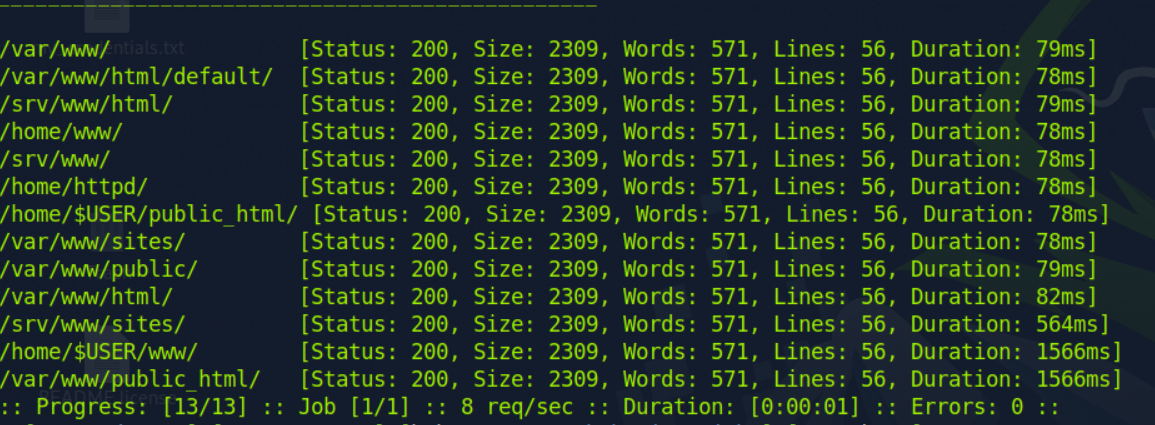 /var/www/ [Status: 200, Size: 2309, Words: 571, Lines: 56, Duration: 79ms]
/var/www/html/default/ [Status: 200, Size: 2309, Words: 571, Lines: 56, Duration: 78ms]
/srv/www/html/ [Status: 200, Size: 2309, Words: 571, Lines: 56, Duration: 79ms]
/home/www/ [Status: 200, Size: 2309, Words: 571, Lines: 56, Duration: 78ms]
/srv/www/ [Status: 200, Size: 2309, Words: 571, Lines: 56, Duration: 78ms]
/home/httpd/ [Status: 200, Size: 2309, Words: 571, Lines: 56, Duration: 78ms]
/home/$USER/public_html/ [Status: 200, Size: 2309, Words: 571, Lines: 56, Duration: 78ms]
/var/www/sites/ [Status: 200, Size: 2309, Words: 571, Lines: 56, Duration: 78ms]
/var/www/public/ [Status: 200, Size: 2309, Words: 571, Lines: 56, Duration: 79ms]
/var/www/html/ [Status: 200, Size: 2309, Words: 571, Lines: 56, Duration: 82ms]
/srv/www/sites/ [Status: 200, Size: 2309, Words: 571, Lines: 56, Duration: 564ms]
/home/$USER/www/ [Status: 200, Size: 2309, Words: 571, Lines: 56, Duration: 1566ms]
/var/www/public_html/ [Status: 200, Size: 2309, Words: 571, Lines: 56, Duration: 1566ms]
:: Progress: [13/13] :: Job [1/1] :: 8 req/sec :: Duration: [0:00:01] :: Errors: 0 ::